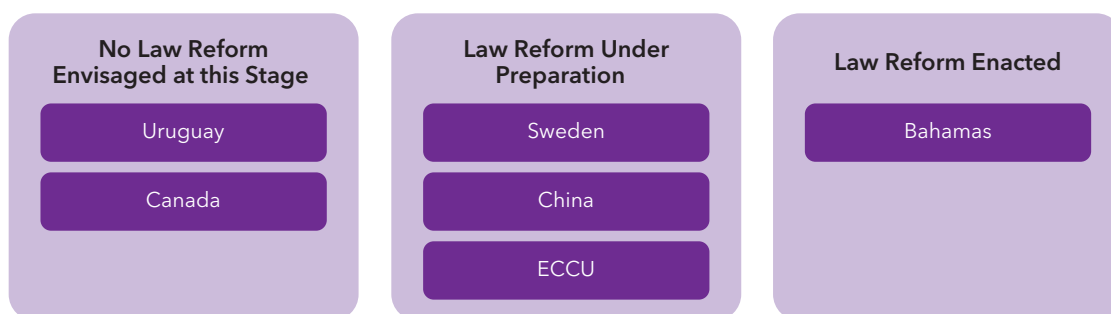 No Law Reform
Envisaged at this Stage
Uruguay
Canada
Law Reform Under
Preparation
Sweden
China
ECCU
Law Reform Enacted
Bahamas